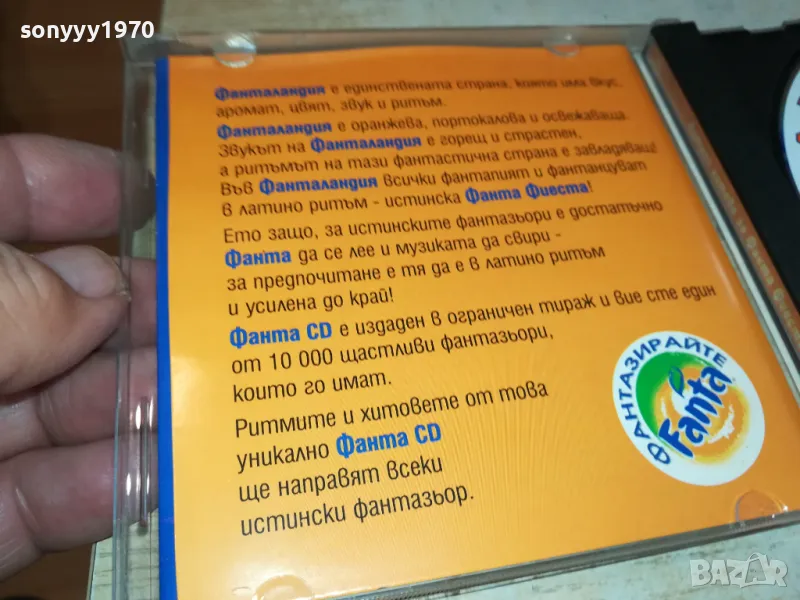 sonyyy1970
Фанталандия е единствената страна, която има вкус,
аромат, цвят, звук и ритъм.
Фанталандия е оранжева, портокалова и освежаваща.
Звукът на Фанталандия е горещ и страстен,
а ритъмът на тази фантастична страна е завладяващ!
Във Фанталандия всички фантапият и фантанцуват
в латино ритъм - истинска Фанта Фиеста!
Ето защо, за истинските фантазьори е достатъчно
Фанта да се лее и музиката да свири -
за предпочитане е тя да е в латино ритъм
и усилена до край!
Фанта CD е издаден в ограничен тираж и вие сте един
от 10 000 щастливи фантазьори,
които го имат.
Ритмите и хитовете от това
уникално Фанта CD
ще направят всеки
истински фантазьор.
ФАНТАЗИРАЙТЕ
Fanta
BAZAR
bazar.bg